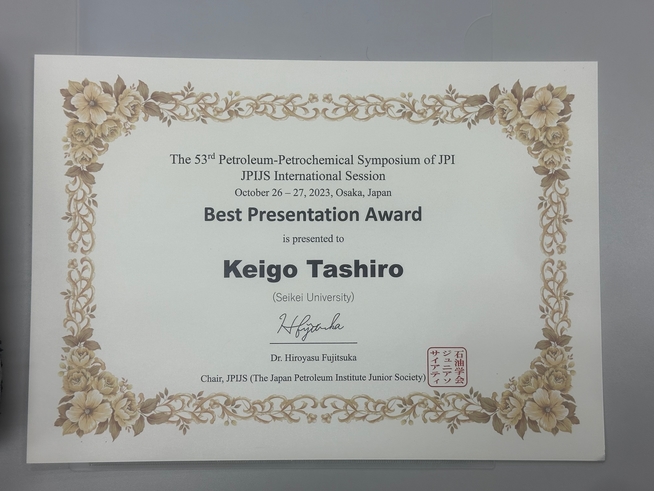 The 53rd Petroleum-Petrochemical Symposium of JPI
JPIJS International Session
October 26 – 27, 2023, Osaka, Japan
Best Presentation Award
is presented to
Keigo Tashiro
(Seikei University)
H Fujitsuka
Dr. Hiroyasu Fujitsuka
Chair, JPIJS (The Japan Petroleum Institute Junior Society)
石油学会
ジュニアソ
サイアティ